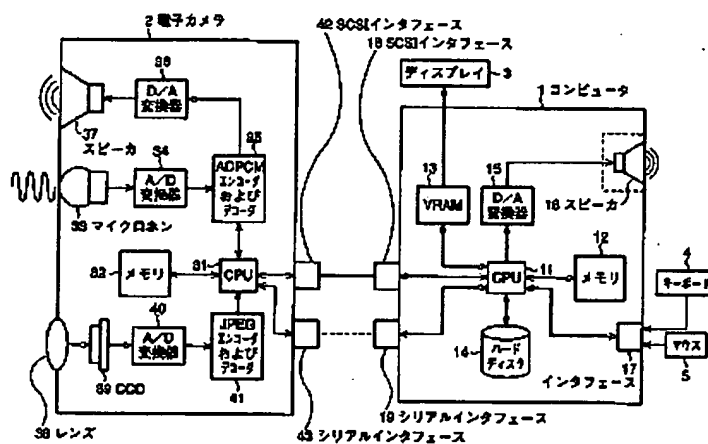 2 電子カメラ
42 SCSIインタフェース
18 SCSIインタフェース
ディスプレイ
3
1 コンピュータ
36
D/A
変換器
37
スピーカ
35
34
A/D
変換器
ADPCM
エンコーダ
および
デコーダ
33 マイクロホン
13
VRAM
15
D/A
変換器
16 スピーカ
12
メモリ
4
キーボード
32
メモリ
31
CPU
CPU
11
40
A/D
変換器
JPEG
エンコーダ
および
デコーダ
41
39 CCD
38 レンズ
14
ハード
ディスク
17
インタフェース
マウス
5
19 シリアルインタフェース
43 シリアルインタフェース